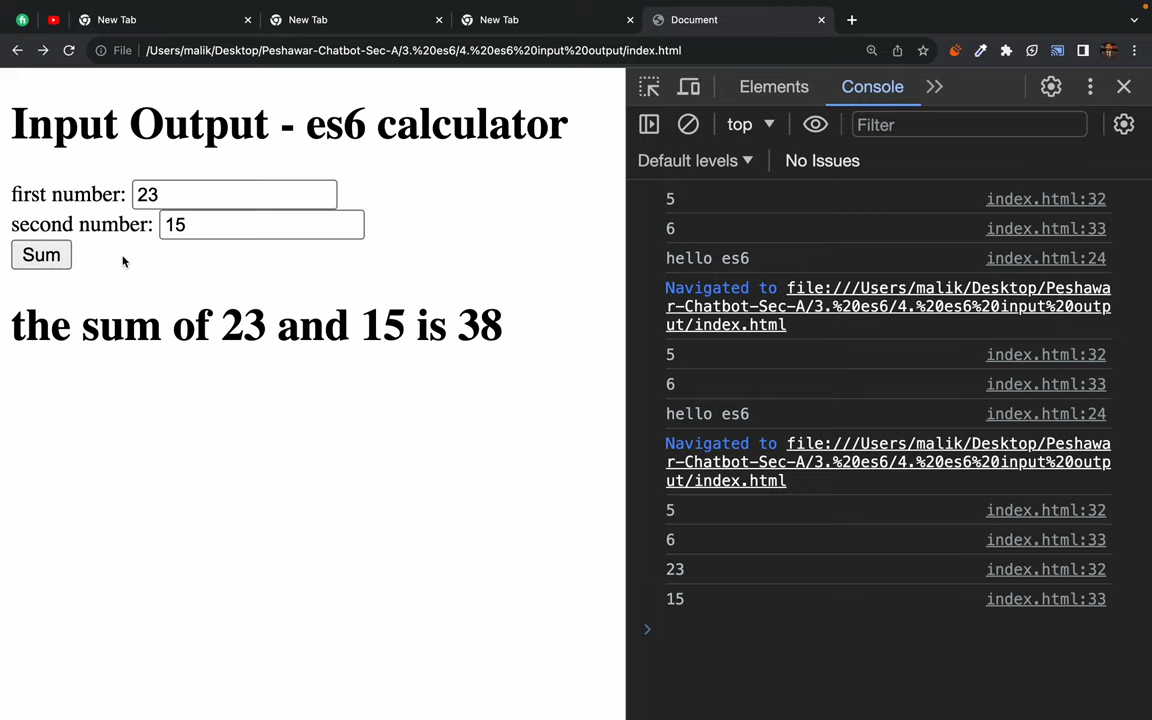 New Tab
New Tab
New Tab
Document
File
/Users/malik/Desktop/Peshawar-Chatbot-Sec-A/3.%20es6/4.%20es6%20input%20output/index.html
Input Output - es6 calculator
first number: 23
second number: 15
Sum
the sum of 23 and 15 is 38
Elements
Console
top
Filter
Default levels
No Issues
5 index.html:32
6 index.html:33
hello es6 index.html:24
Navigated to file:///Users/malik/Desktop/Peshawa
r-Chatbot-Sec-A/3.%20es6/4.%20es6%20input%20outp
ut/index.html
5 index.html:32
6 index.html:33
hello es6 index.html:24
Navigated to file:///Users/malik/Desktop/Peshawa
r-Chatbot-Sec-A/3.%20es6/4.%20es6%20input%20outp
ut/index.html
5 index.html:32
6 index.html:33
23 index.html:32
15 index.html:33